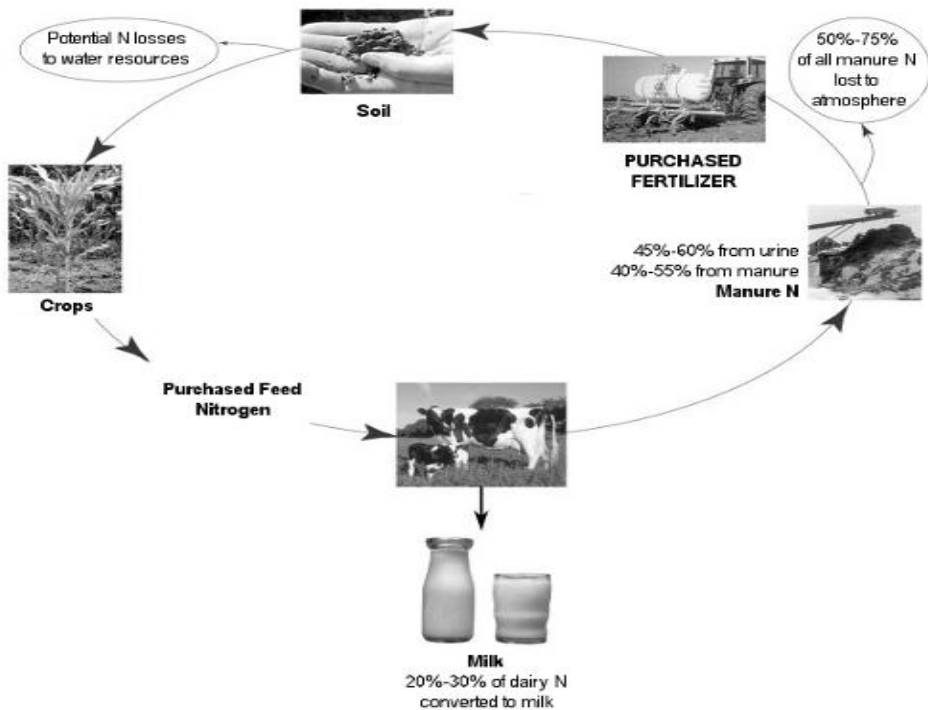 Potential N losses
to water resources
50%-75%
of all manure N
lost to
atmosphere
Soil
PURCHASED
FERTILIZER
45%-60% from urine
40%-55% from manure
Manure N
Crops
Purchased Feed
Nitrogen
Milk
20%-30% of dairy N
converted to milk